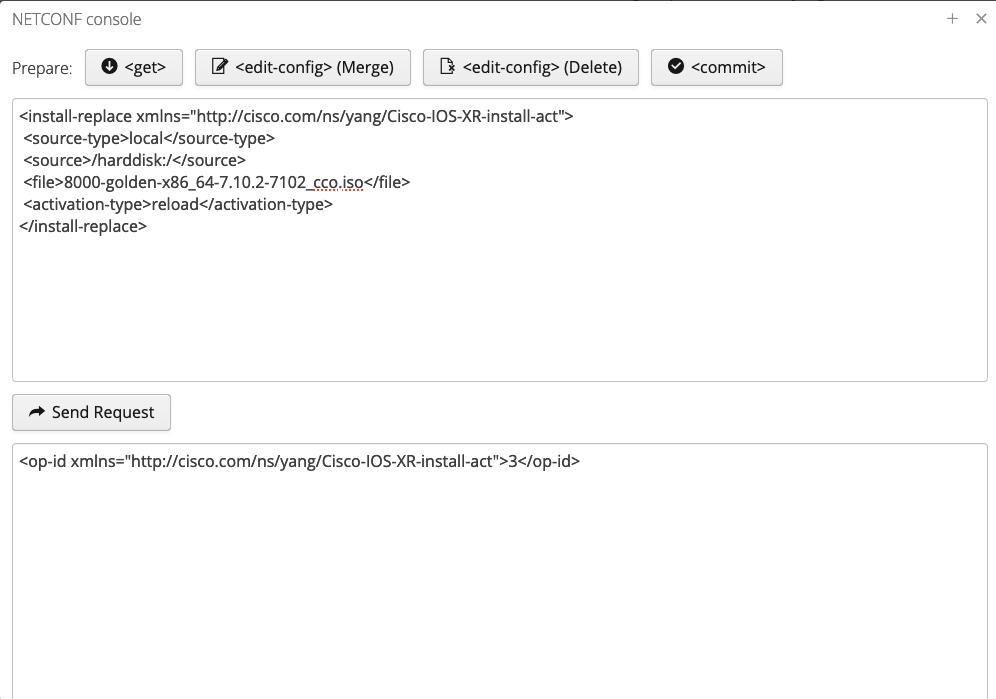 NETCONF console
Prepare: <get> <edit-config> (Merge) <edit-config> (Delete) <commit>
<install-replace xmlns="http://cisco.com/ns/yang/Cisco-IOS-XR-install-act">
<source-type>local</source-type>
<source>/harddisk:/</source>
<file>8000-golden-x86_64-7.10.2-7102_cco.iso</file>
<activation-type>reload</activation-type>
</install-replace>
Send Request
<op-id xmlns="http://cisco.com/ns/yang/Cisco-IOS-XR-install-act">3</op-id>